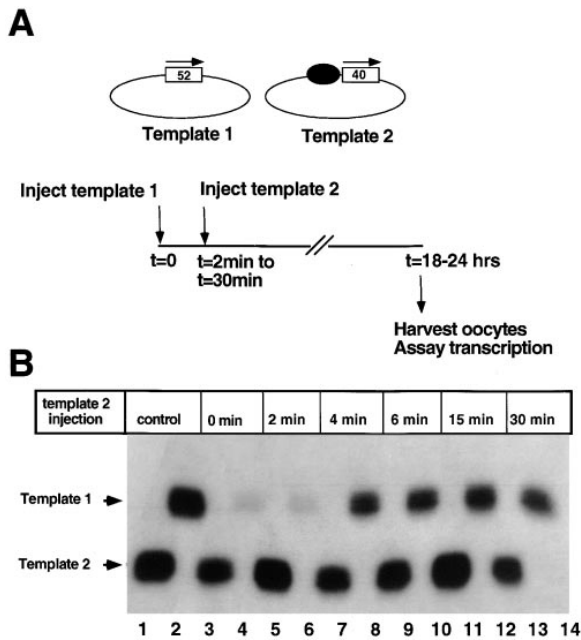 A
52
40
Template 1
Template 2
Inject template 1
Inject template 2
t=0
t=2min to
t=30min
t=18-24 hrs
Harvest oocytes
Assay transcription
B
template 2
injection
control
0 min
2 min
4 min
6 min
15 min
30 min
Template 1
Template 2
1 2 3 4 5 6 7 8 9 10 11 12 13 14